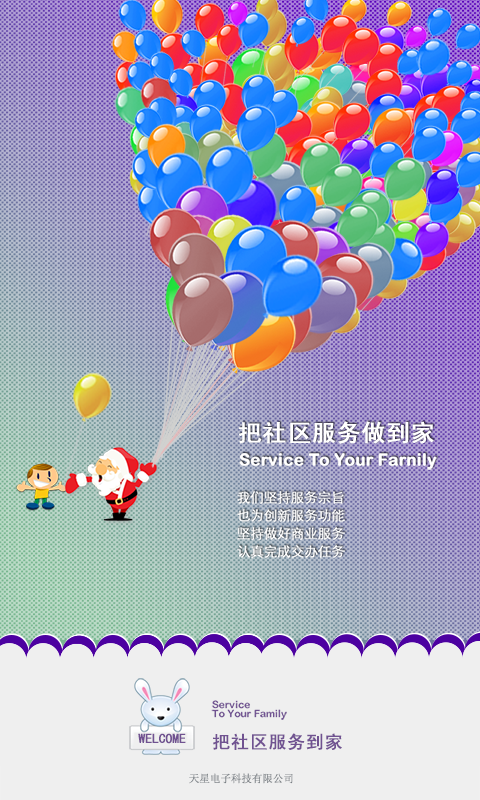 把社区服务做到家
Service To Your Farnily
我们坚持服务宗旨
也为创新服务功能
坚持做好商业服务
认真完成交办任务
WELCOME
Service
To Your Family
把社区服务到家
天星电子科技有限公司